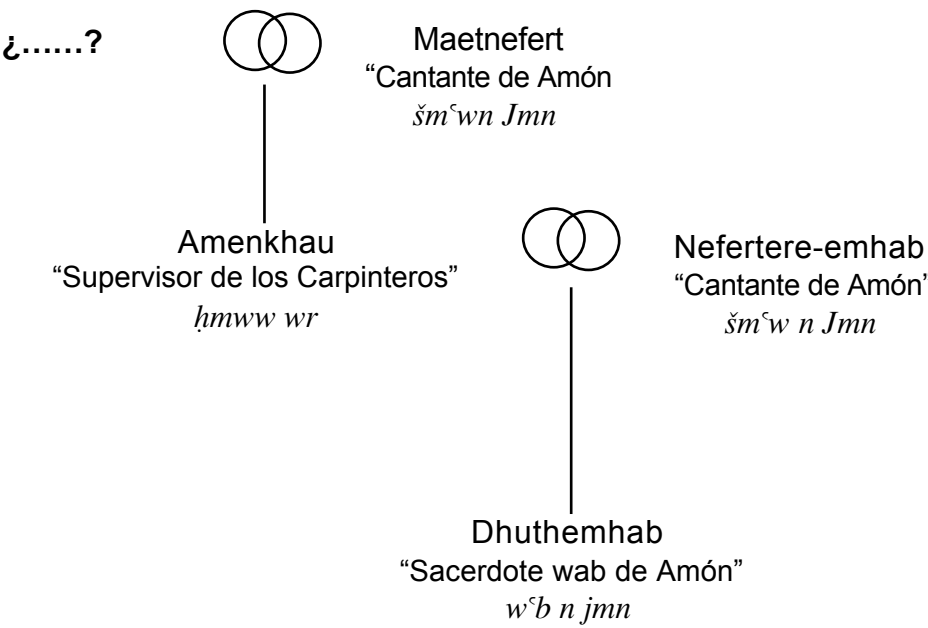 ¿......?
Maetnefert
“Cantante de Amón
šmꜥwn Jmn
Amenkhau
“Supervisor de los Carpinteros”
ḥmww wr
Nefertere-emhab
“Cantante de Amón’
šmꜥw n Jmn
Dhuthemhab
“Sacerdote wab de Amón”
wꜥb n jmn